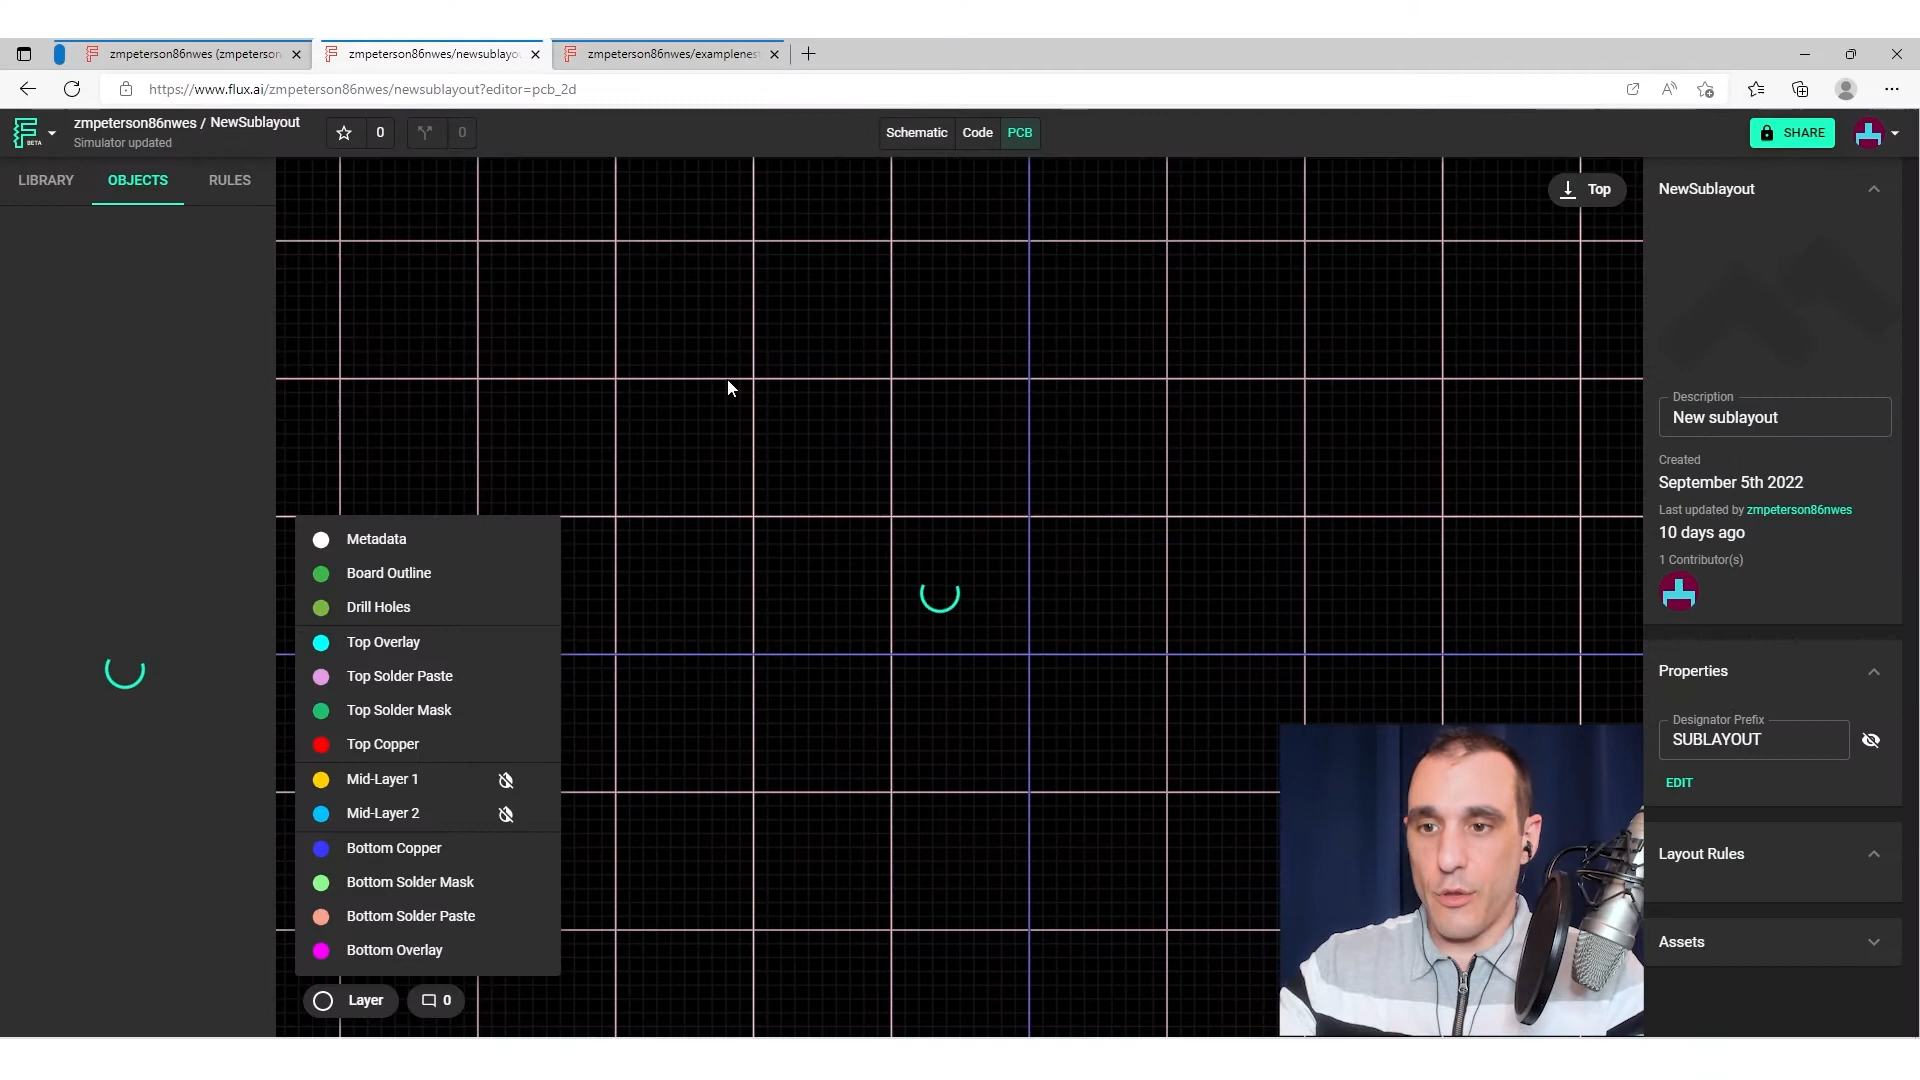 zmpeterson86nwes (zmpeterson
zmpeterson86nwes/newsublayou
zmpeterson86nwes/examplenest
https://www.flux.ai/zmpeterson86nwes/newsublayout?editor=pcb_2d
BETA
zmpeterson86nwes / NewSublayout
Simulator updated
0
0
Schematic
Code
PCB
SHARE
LIBRARY
OBJECTS
RULES
Top
NewSublayout
Description
New sublayout
Created
September 5th 2022
Last updated by zmpeterson86nwes
10 days ago
1 Contributor(s)
Properties
Designator Prefix
SUBLAYOUT
EDIT
Layout Rules
Assets
Metadata
Board Outline
Drill Holes
Top Overlay
Top Solder Paste
Top Solder Mask
Top Copper
Mid-Layer 1
Mid-Layer 2
Bottom Copper
Bottom Solder Mask
Bottom Solder Paste
Bottom Overlay
Layer
0